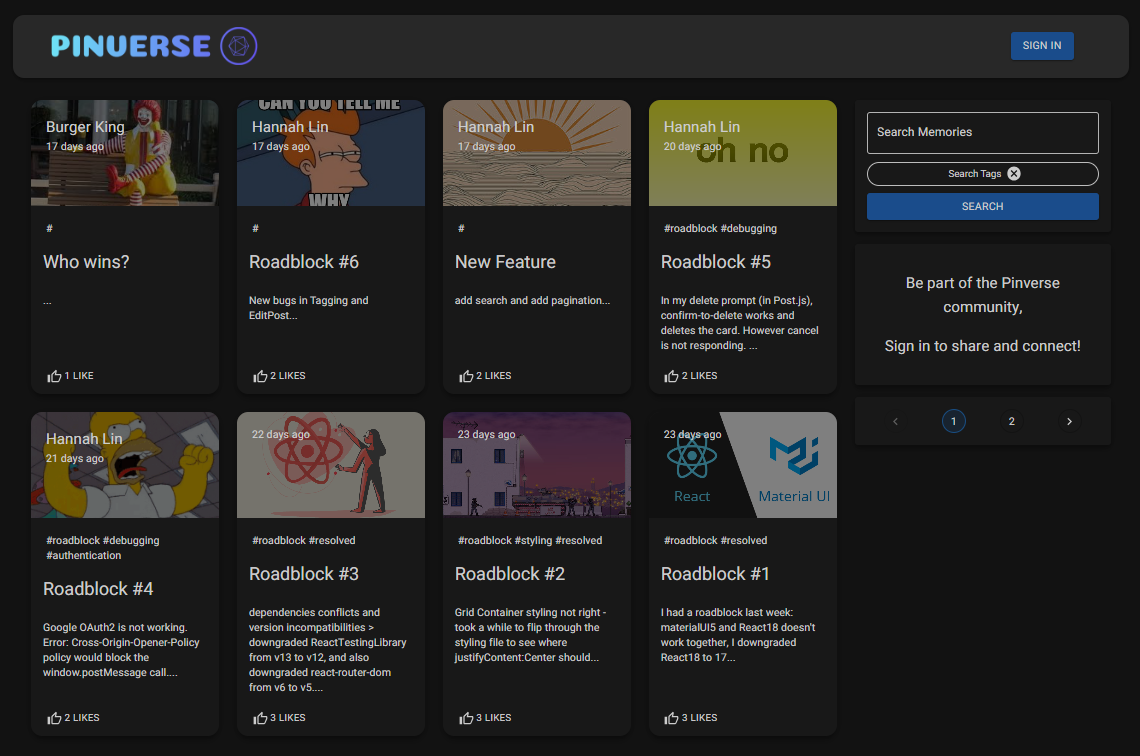 PINUERSE
SIGN IN
Burger King
17 days ago
#
Who wins?
...
1 LIKE
CAN YOU TELL ME
Hannah Lin
17 days ago
WHY
#
Roadblock #6
New bugs in Tagging and
EditPost...
2 LIKES
Hannah Lin
17 days ago
#
New Feature
add search and add pagination...
2 LIKES
Hannah Lin
20 days ago
oh no
#roadblock #debugging
Roadblock #5
In my delete prompt (in Post.js),
confirm-to-delete works and
deletes the card. However cancel
is not responding. ...
2 LIKES
Search Memories
Search Tags
SEARCH
Be part of the Pinverse
community,
Sign in to share and connect!
1
2
Hannah Lin
21 days ago
#roadblock #debugging
#authentication
Roadblock #4
Google OAuth2 is not working.
Error: Cross-Origin-Opener-Policy
policy would block the
window.postMessage call....
2 LIKES
22 days ago
#roadblock #resolved
Roadblock #3
dependencies conflicts and
version incompatibilities >
downgraded ReactTestingLibrary
from v13 to v12, and also
downgraded react-router-dom
from v6 to v5....
3 LIKES
23 days ago
#roadblock #styling #resolved
Roadblock #2
Grid Container styling not right -
took a while to flip through the
styling file to see where
justifyContent:Center should...
3 LIKES
23 days ago
React
Material UI
#roadblock #resolved
Roadblock #1
I had a roadblock last week:
materialUI5 and React18 doesn't
work together, I downgraded
React18 to 17...
3 LIKES